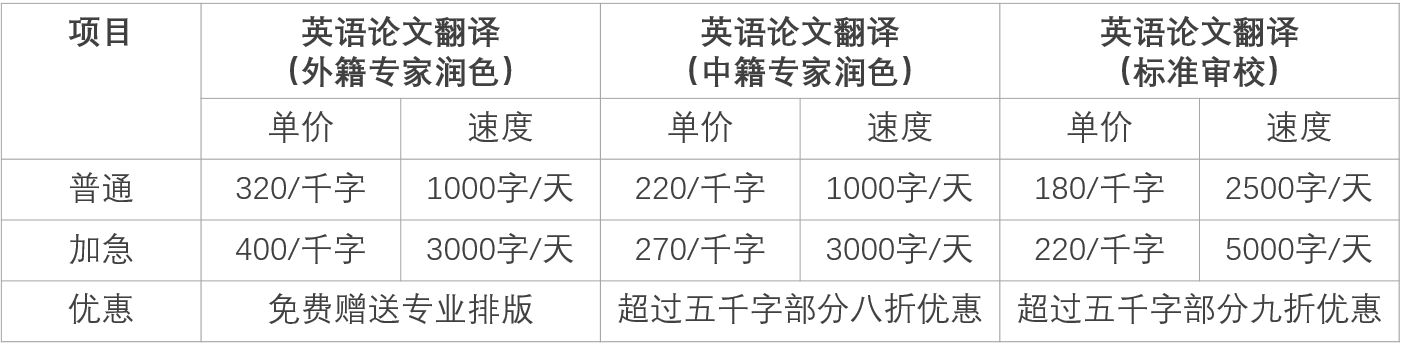 项目 英语论文翻译 英语论文翻译 英语论文翻译
（外籍专家润色） （中籍专家润色） （标准审校）
单价 速度 单价 速度 单价 速度
普通 320/千字 1000字/天 220/千字 1000字/天 180/千字 2500字/天
加急 400/千字 3000字/天 270/千字 3000字/天 220/千字 5000字/天
优惠 免费赠送专业排版 超过五千字部分八折优惠 超过五千字部分九折优惠